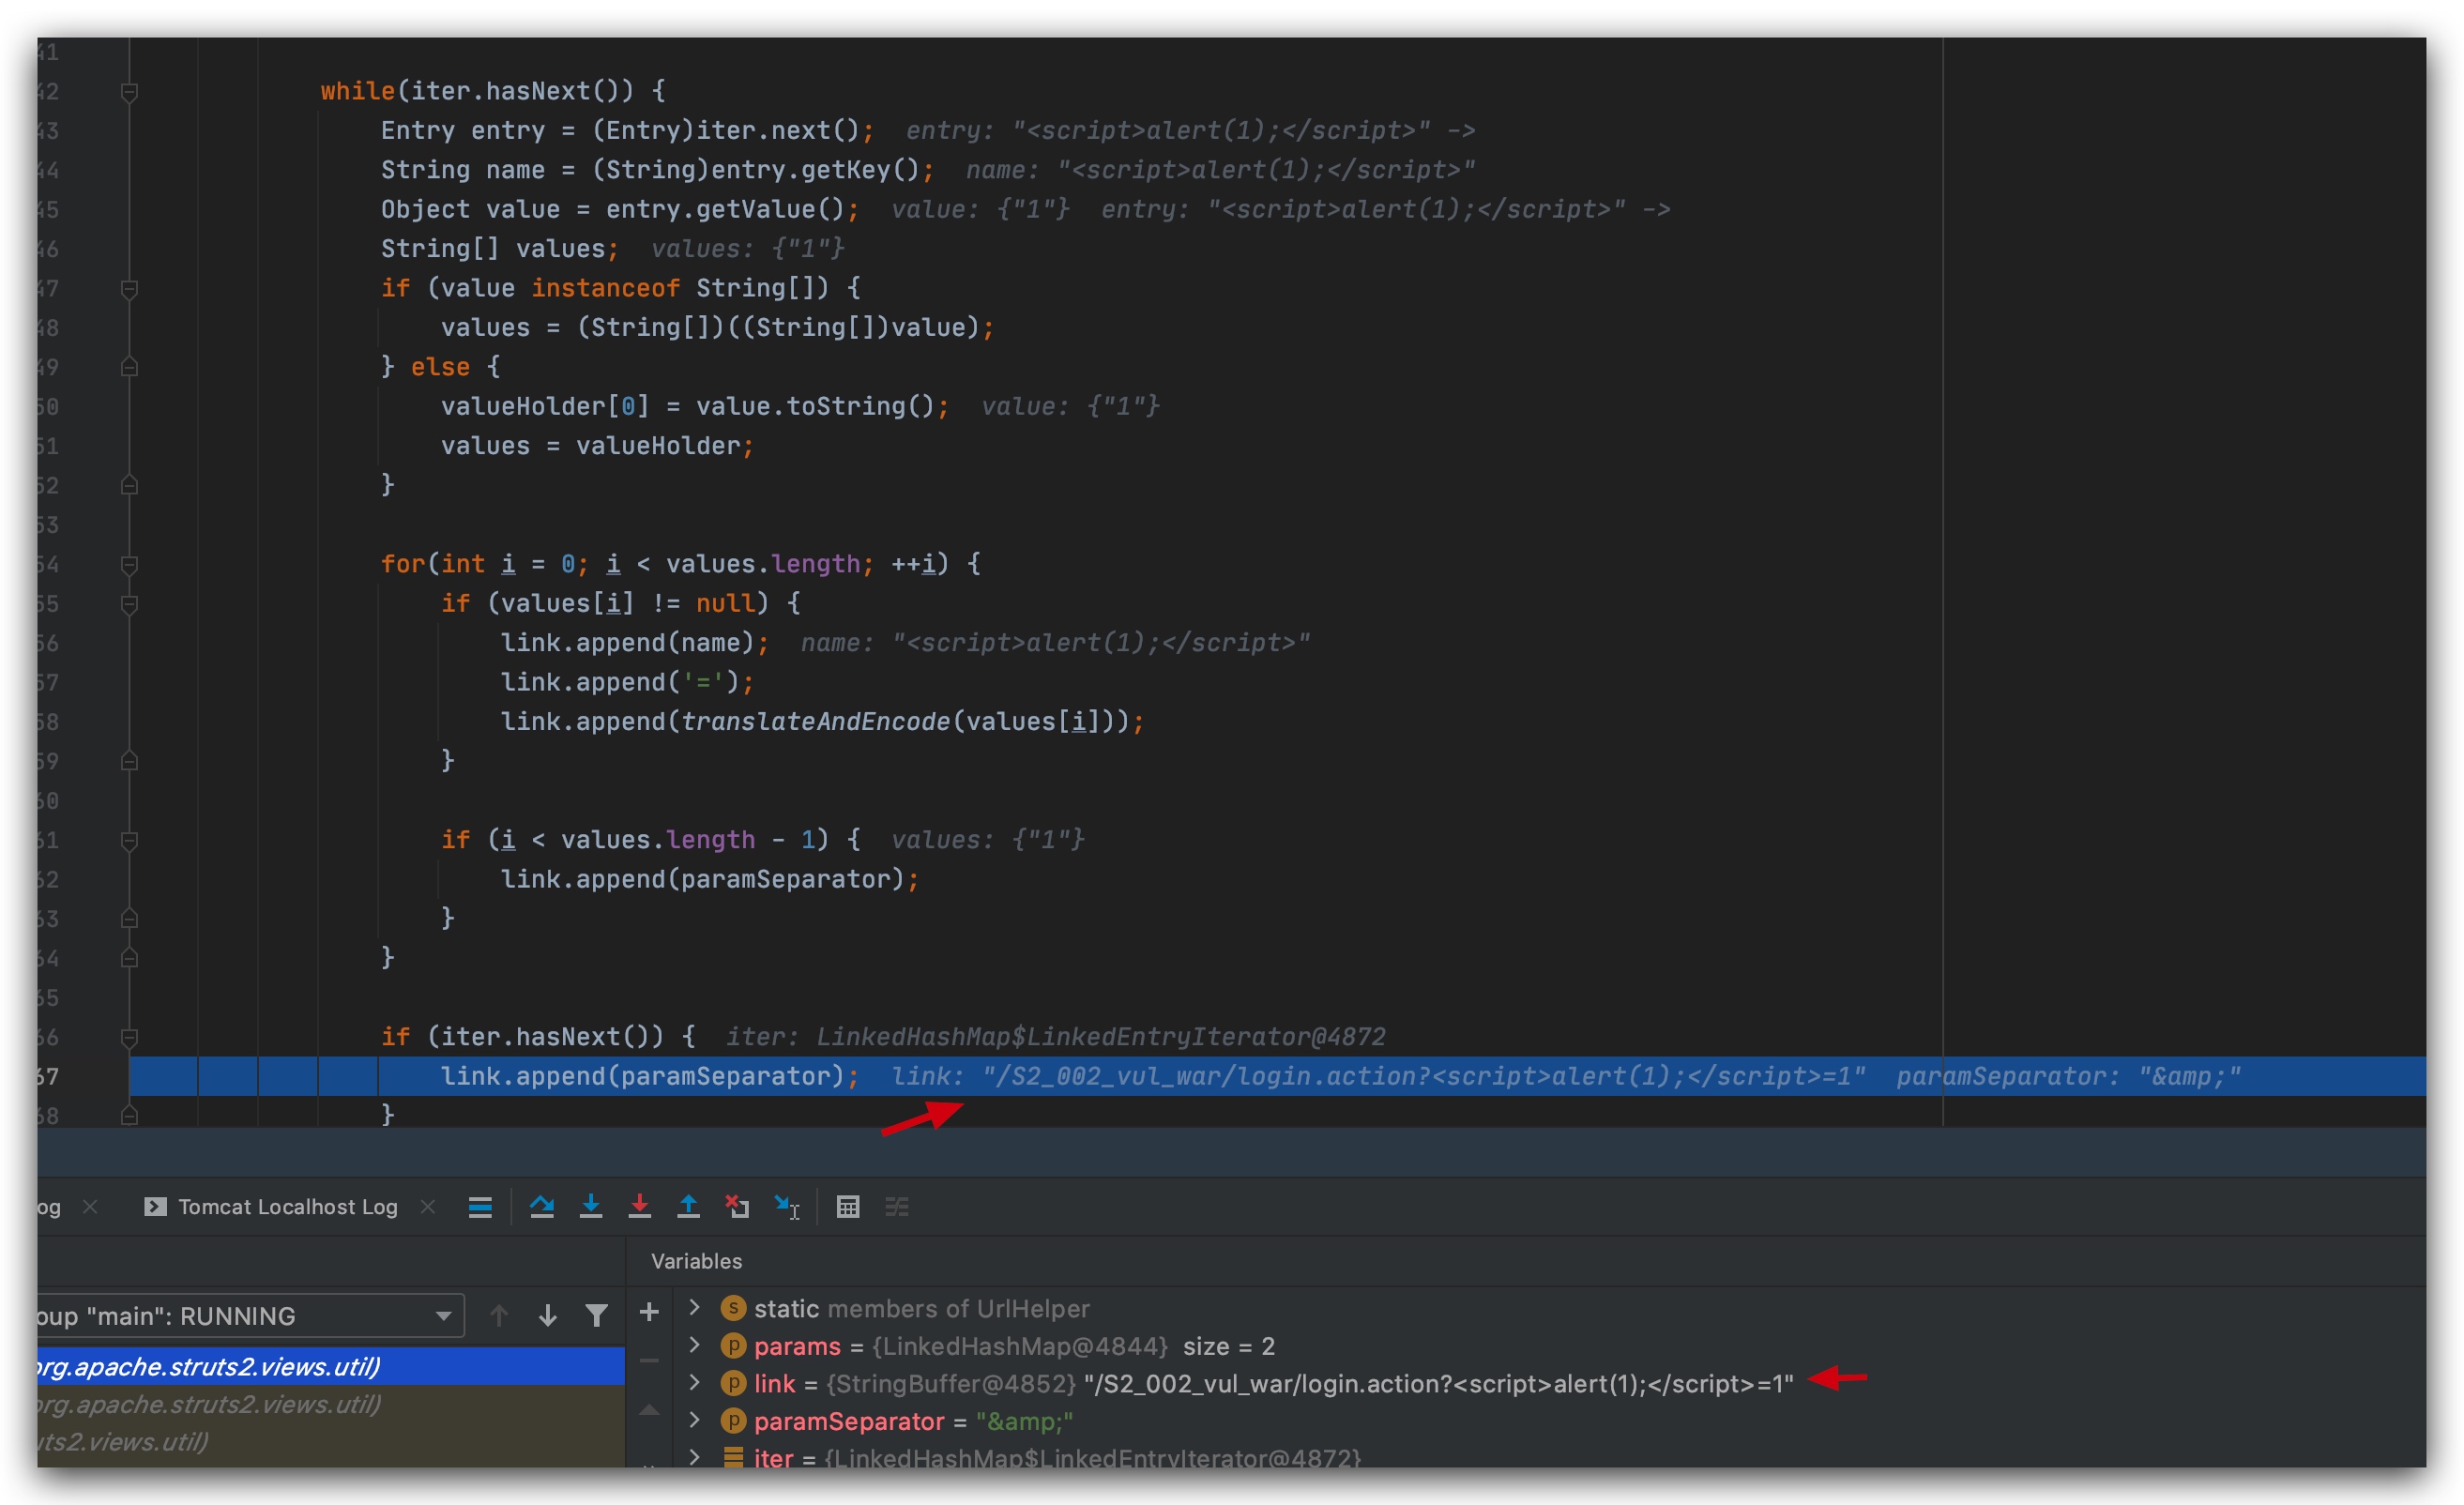 41
42 while(iter.hasNext()) {
43 Entry entry = (Entry)iter.next(); entry: "<script>alert(1);</script>" ->
44 String name = (String)entry.getKey(); name: "<script>alert(1);</script>"
45 Object value = entry.getValue(); value: {"1"} entry: "<script>alert(1);</script>" ->
46 String[] values; values: {"1"}
47 if (value instanceof String[]) {
48 values = (String[])((String[])value);
49 } else {
50 valueHolder[0] = value.toString(); value: {"1"}
51 values = valueHolder;
52 }
53
54 for(int i = 0; i < values.length; ++i) {
55 if (values[i] != null) {
56 link.append(name); name: "<script>alert(1);</script>"
57 link.append('=');
58 link.append(translateAndEncode(values[i]));
59 }
60
61 if (i < values.length - 1) { values: {"1"}
62 link.append(paramSeparator);
63 }
64 }
65
66 if (iter.hasNext()) { iter: LinkedHashMap$LinkedEntryIterator@4872
67 link.append(paramSeparator); link: "/S2_002_vul_war/login.action?<script>alert(1);</script>=1" paramSeparator: "&amp;"
68 }
og Tomcat Localhost Log
Variables
oup "main": RUNNING
static members of UrlHelper
params = {LinkedHashMap@4844} size = 2
org.apache.struts2.views.util)
link = {StringBuffer@4852} "/S2_002_vul_war/login.action?<script>alert(1);</script>=1"
org.apache.struts2.views.util)
paramSeparator = "&amp;"
uts2.views.util)
iter = {LinkedHashMap$LinkedEntryIterator@4872}